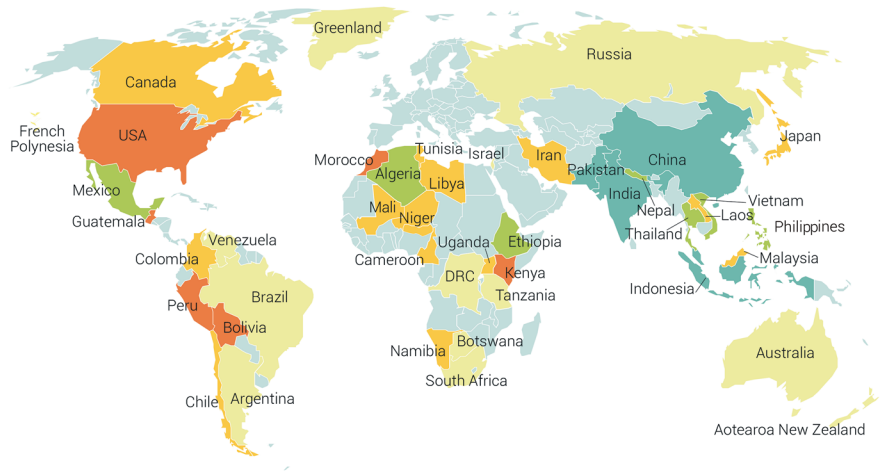 Greenland
Russia
Canada
French
Polynesia
USA
Japan
Morocco
Tunisia
Israel
Iran
Pakistan
China
Algeria
Libya
India
Mexico
Mali
Niger
Nepal
Vietnam
Laos
Guatemala
Thailand
Philippines
Venezuela
Uganda
Ethiopia
Colombia
Cameroon
Malaysia
DRC
Kenya
Indonesia
Peru
Brazil
Tanzania
Bolivia
Namibia
Botswana
Australia
South Africa
Chile
Argentina
Aotearoa New Zealand